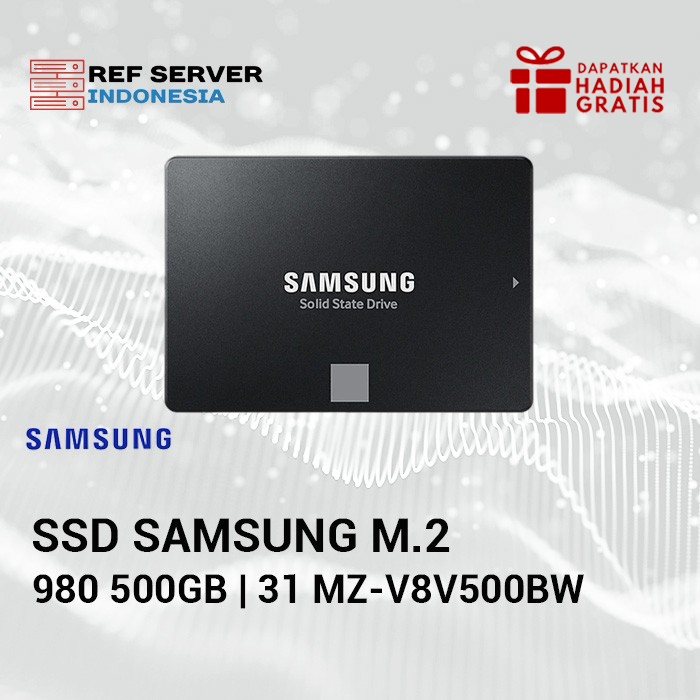 REF SERVER
INDONESIA
DAPATKAN
HADIAH
GRATIS
SAMSUNG
Solid State Drive
SAMSUNG
SSD SAMSUNG M.2
980 500GB | 31 MZ-V8V500BW